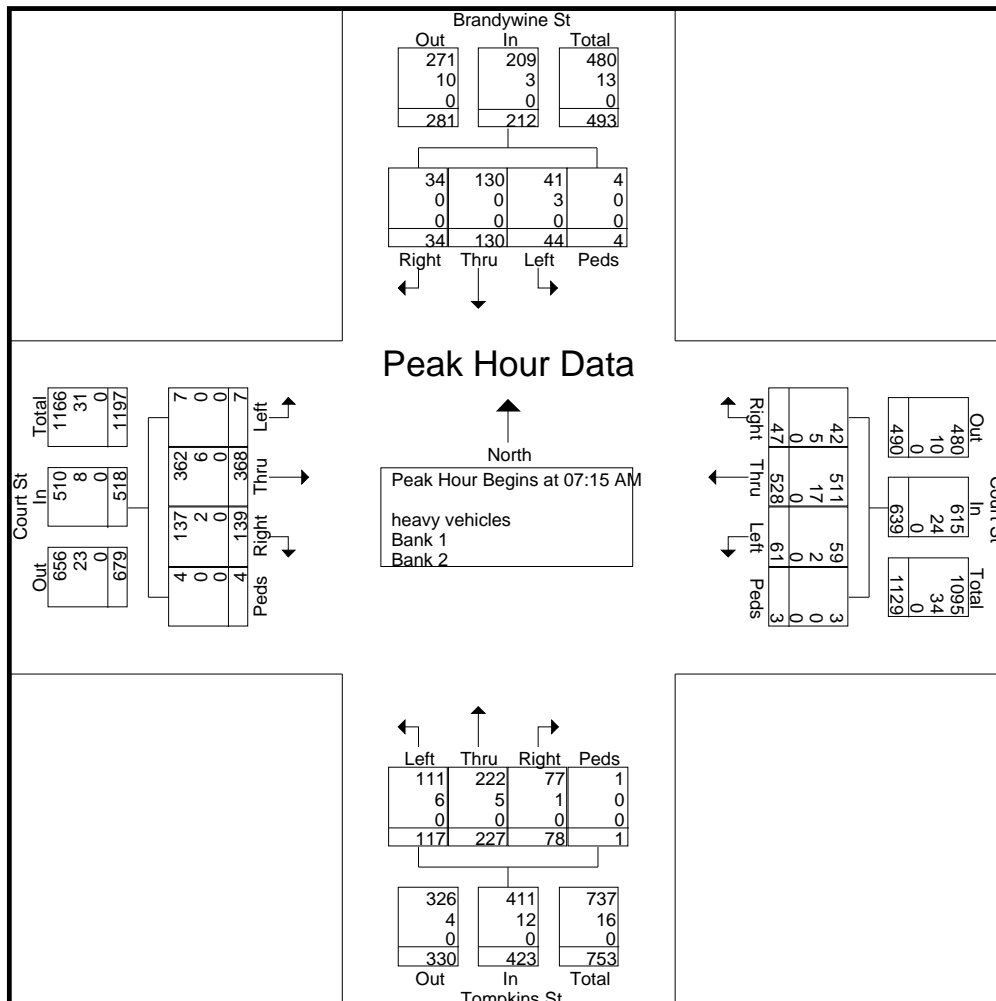 Brandywine St
Out In Total
271 209 480
10 3 13
0 0 0
281 212 493
34 130 41 4
0 0 3 0
0 0 0 0
34 130 44 4
Right Thru Left Peds
Peak Hour Data
North
Peak Hour Begins at 07:15 AM
heavy vehicles
Bank 1
Bank 2
Court St
Total In Out
1166 510 656
31 8 23
0 0 0
1197 518 679
7 362 137 4
0 6 2 0
0 0 0 0
7 368 139 4
Left Thru Right Peds
Right Thru Left Peds
42 511 59 3
5 17 2 0
0 0 0 0
47 528 61 3
Out In Total
480 615 1095
10 24 34
0 0 0
490 639 1129
Court St
Left Thru Right Peds
111 222 77 1
6 5 1 0
0 0 0 0
117 227 78 1
326 411 737
4 12 16
0 0 0
330 423 753
Out In Total
Tompkins St